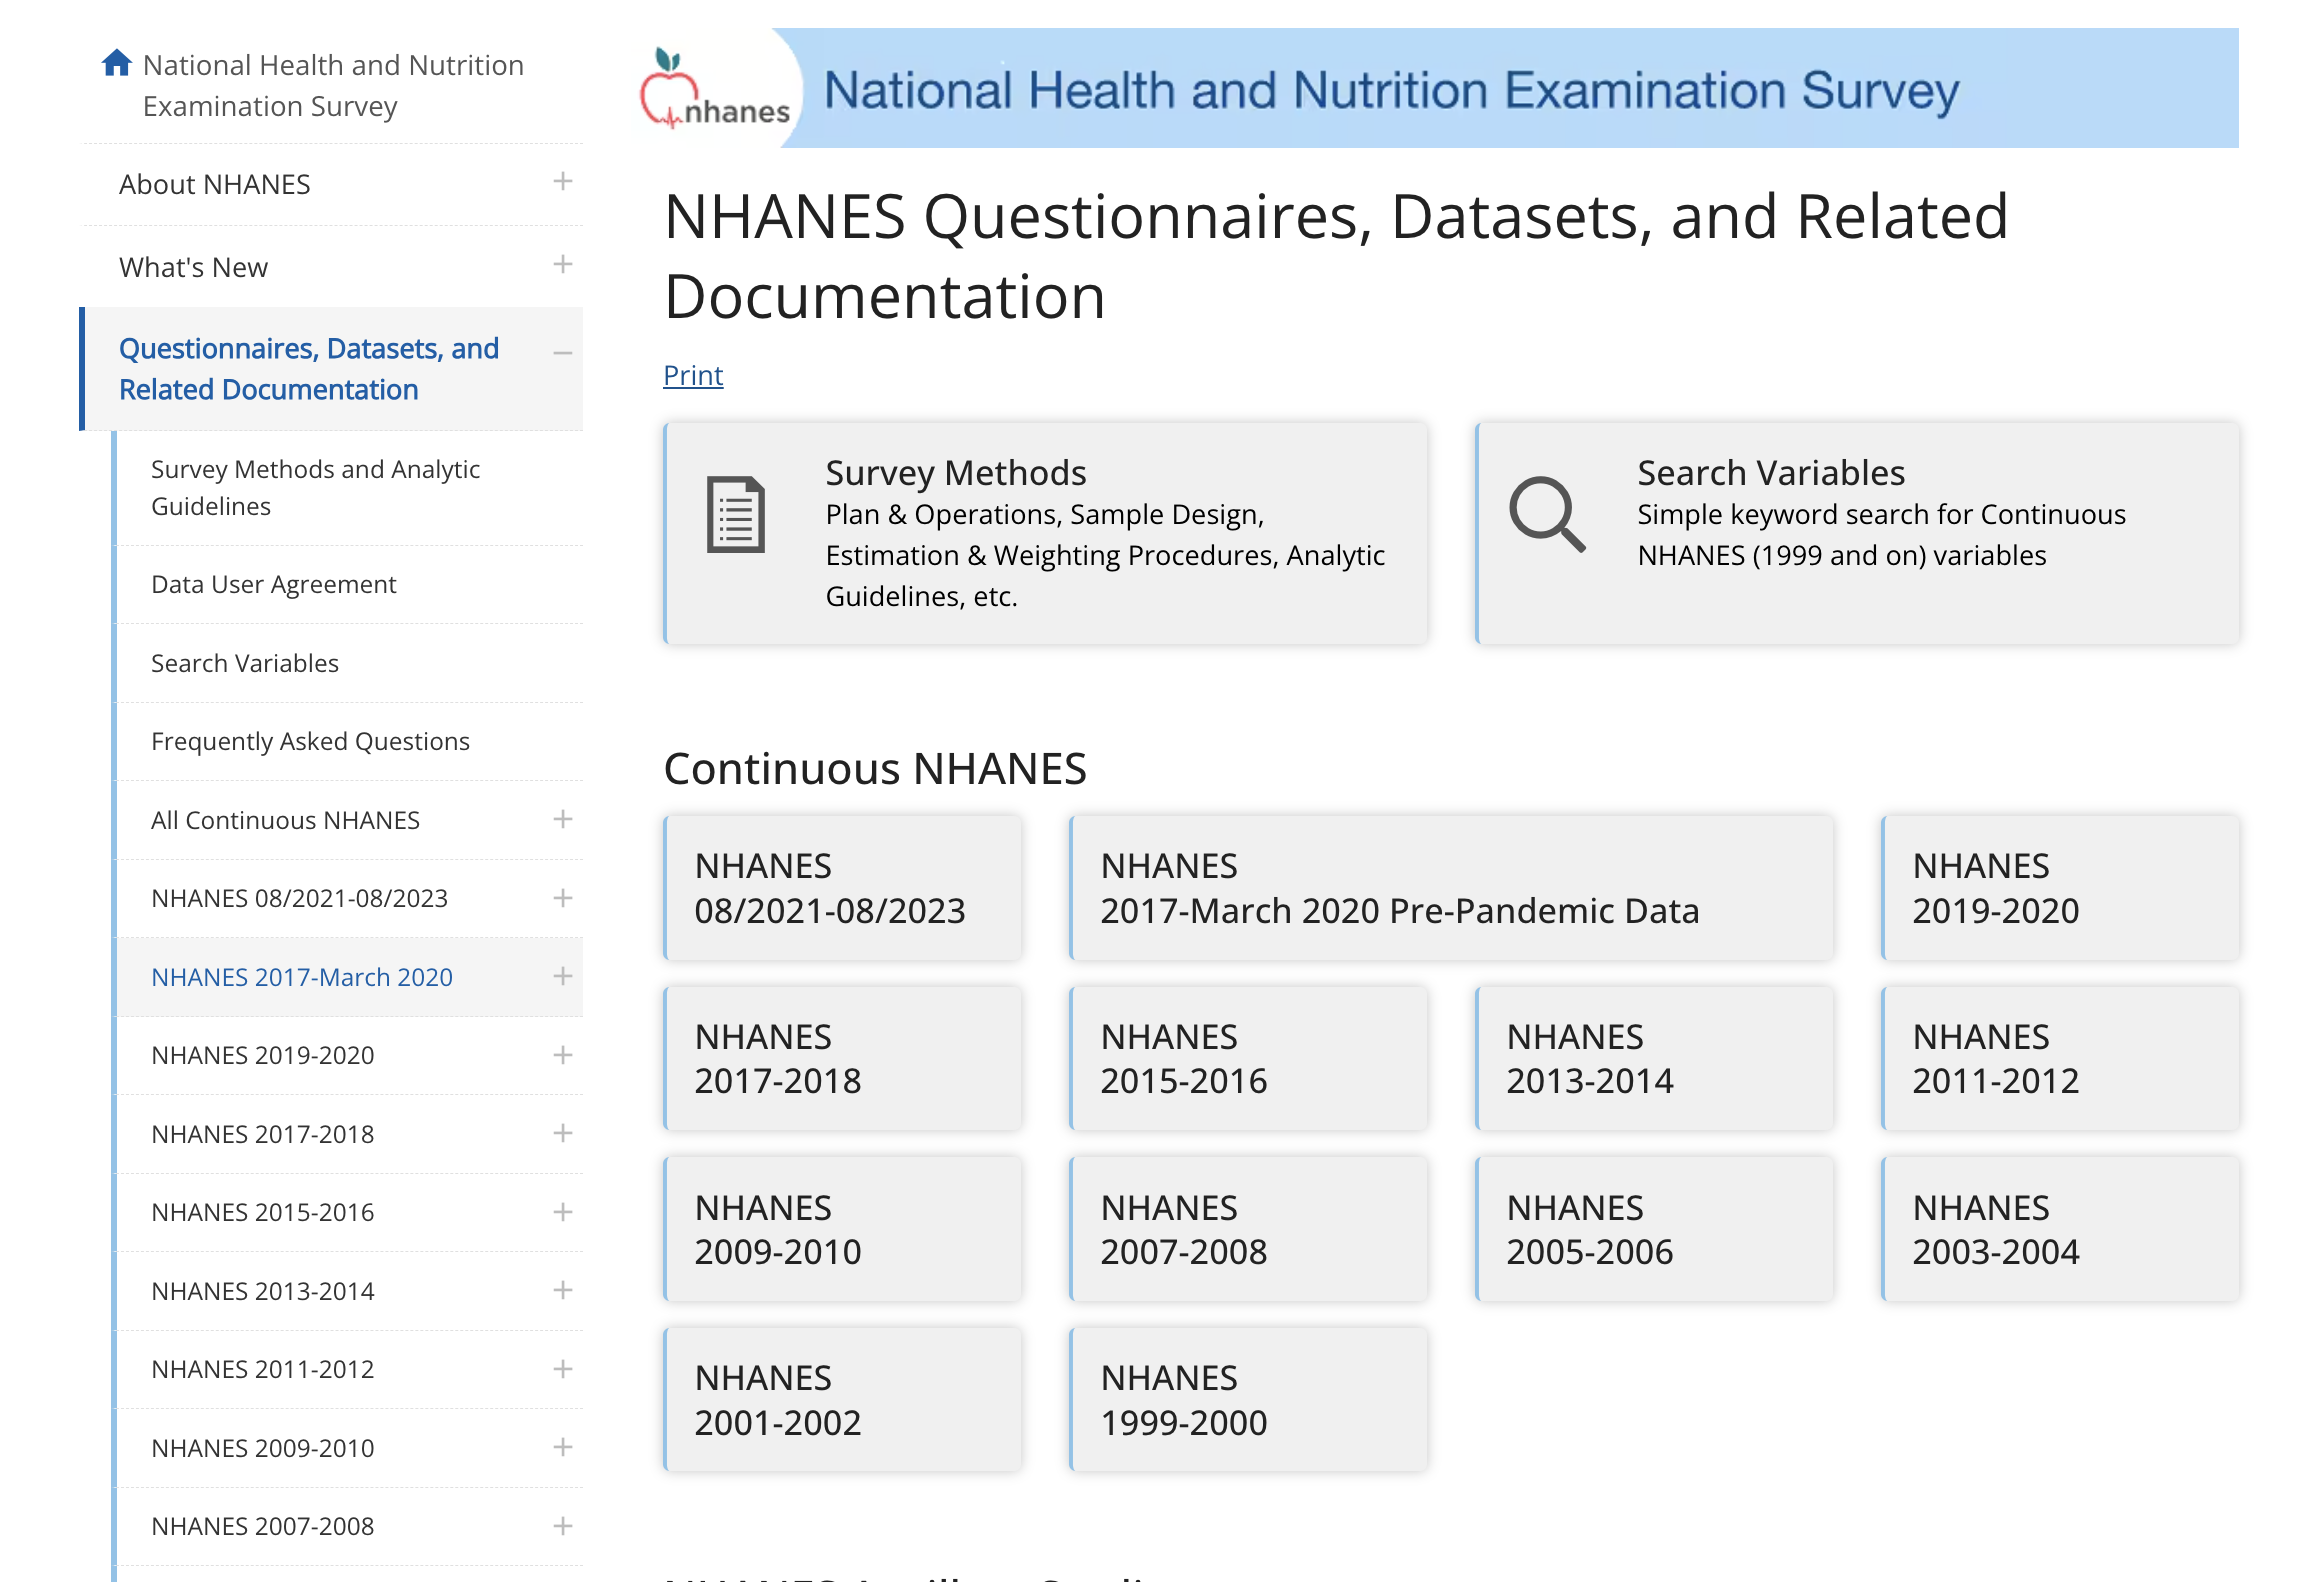 National Health and Nutrition
Examination Survey
About NHANES
What's New
Questionnaires, Datasets, and
Related Documentation
Survey Methods and Analytic
Guidelines
Data User Agreement
Search Variables
Frequently Asked Questions
All Continuous NHANES
NHANES 08/2021-08/2023
NHANES 2017-March 2020
NHANES 2019-2020
NHANES 2017-2018
NHANES 2015-2016
NHANES 2013-2014
NHANES 2011-2012
NHANES 2009-2010
NHANES 2007-2008
nhanes
National Health and Nutrition Examination Survey
NHANES Questionnaires, Datasets, and Related
Documentation
Print
Survey Methods
Plan & Operations, Sample Design,
Estimation & Weighting Procedures, Analytic
Guidelines, etc.
Search Variables
Simple keyword search for Continuous
NHANES (1999 and on) variables
Continuous NHANES
NHANES
08/2021-08/2023
NHANES
2017-March 2020 Pre-Pandemic Data
NHANES
2019-2020
NHANES
2017-2018
NHANES
2015-2016
NHANES
2013-2014
NHANES
2011-2012
NHANES
2009-2010
NHANES
2007-2008
NHANES
2005-2006
NHANES
2003-2004
NHANES
2001-2002
NHANES
1999-2000